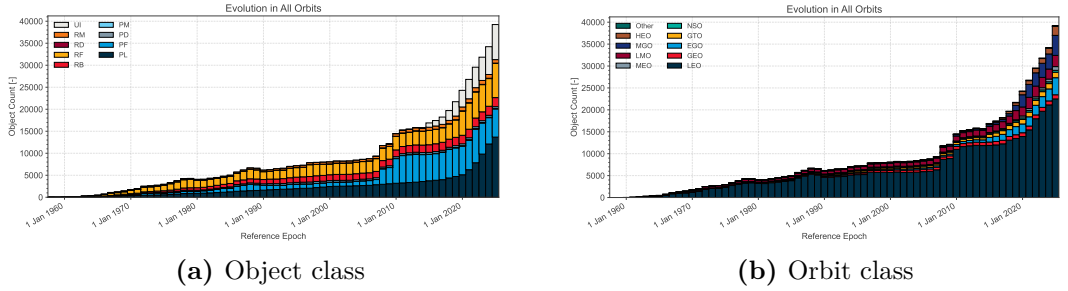 Evolution in All Orbits
40000
35000
30000
25000
20000
15000
10000
5000
0
Object Count [-]
UI PM
RM PD
RD PF
RF PL
RB
1 Jan 1960
1 Jan 1970
1 Jan 1980
1 Jan 1990
1 Jan 2000
1 Jan 2010
1 Jan 2020
Reference Epoch
(a) Object class
Evolution in All Orbits
40000
35000
30000
25000
20000
15000
10000
5000
0
Object Count [-]
Other NSO
HEO GTO
MGO EGO
LMO GEO
MEO LEO
1 Jan 1960
1 Jan 1970
1 Jan 1980
1 Jan 1990
1 Jan 2000
1 Jan 2010
1 Jan 2020
Reference Epoch
(b) Orbit class